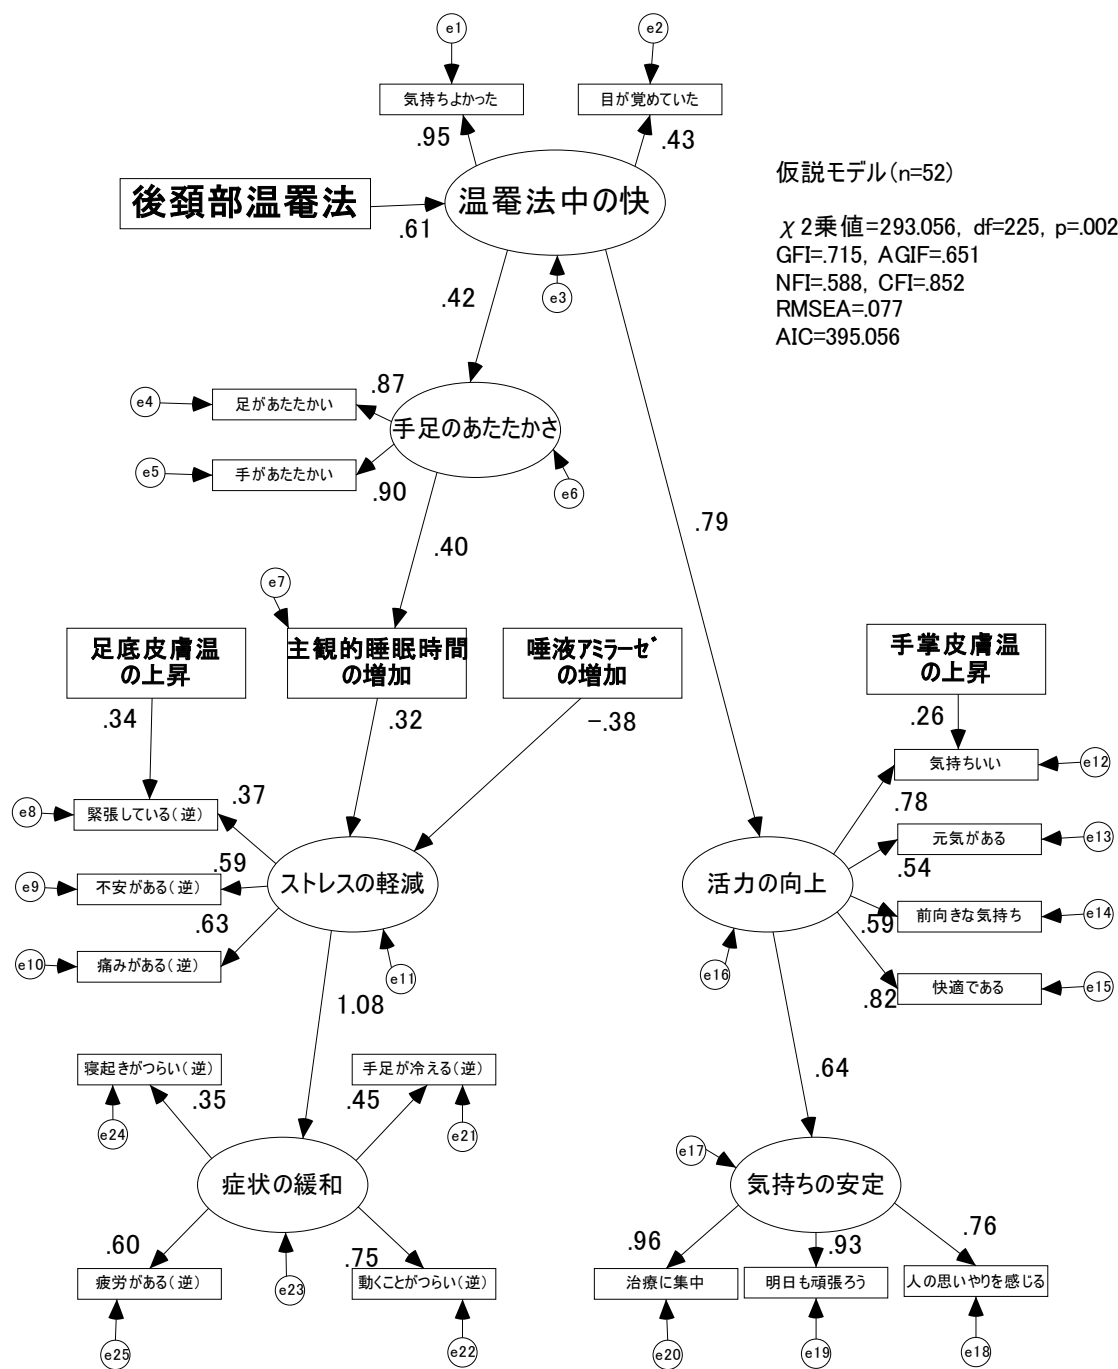 e1
e2
気持ちよかった
目が覚めていた
.95
.43
後頚部温罨法
.61
温罨法中の快
e3
仮説モデル(n=52)
χ2乗値=293.056, df=225, p=.002
GFI=.715, AGIF=.651
NFI=.588, CFI=.852
RMSEA=.077
AIC=395.056
.42
.79
e4
足があたたかい
.87
手足のあたたかさ
e5
手があたたかい
.90
e6
.40
e7
足底皮膚温
の上昇
主観的睡眠時間
の増加
唾液アミラーゼ
の増加
手掌皮膚温
の上昇
.34
.32
-.38
.26
気持ちいい
e12
.78
e8
緊張している(逆)
.37
元気がある
e13
.54
e9
不安がある(逆)
.59
ストレスの軽減
活力の向上
前向きな気持ち
e14
.59
e10
痛みがある(逆)
.63
e11
e16
快適である
e15
.82
1.08
.64
寝起きがつらい(逆)
手足が冷える(逆)
.35
.45
e24
e21
e17
症状の緩和
気持ちの安定
.60
.75
e23
.96
.93
.76
疲労がある(逆)
動くことがつらい(逆)
治療に集中
明日も頑張ろう
人の思いやりを感じる
e25
e22
e20
e19
e18